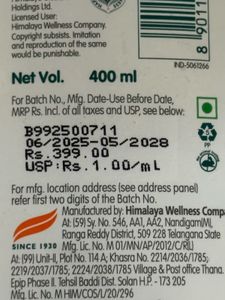 Holdings Ltd.
Licensed User:
Himalaya Wellness Company.
Copyright subsists. Imitation
and/or reproduction of the same
would be punishable.
8 9011
IND-5061266
Net Vol. 400 ml
For Batch No., Mfg. Date-Use Before Date,
MRP Rs. Incl. of all taxes and USP, see below:
B992500711
06/2025-05/2028
Rs.399.00
USP:Rs.1.00/mL
For mfg. location address (see address panel)
refer first two digits of the Batch No.
Manufactured by: Himalaya Wellness Comp
At: (59) Sy. No. 546, AA1, AA2, Nandigam(M),
Ranga Reddy District, 509 228 Telangana State
Mfg. Lic. No. M 01/MN/AP/2012/C/R(L)
SINCE 1930
At: (99) Unit-II, Plot No. 114 A; Khasra No. 2214/2036/1785;
2219/2037/1785; 2224/2038/1785 Village & Post office Thana,
Epip Phase II. Tehsil Baddi Dist. Solan H.P. - 173 205
Mfg. Lic. No. M HIM/COS/L/20/296